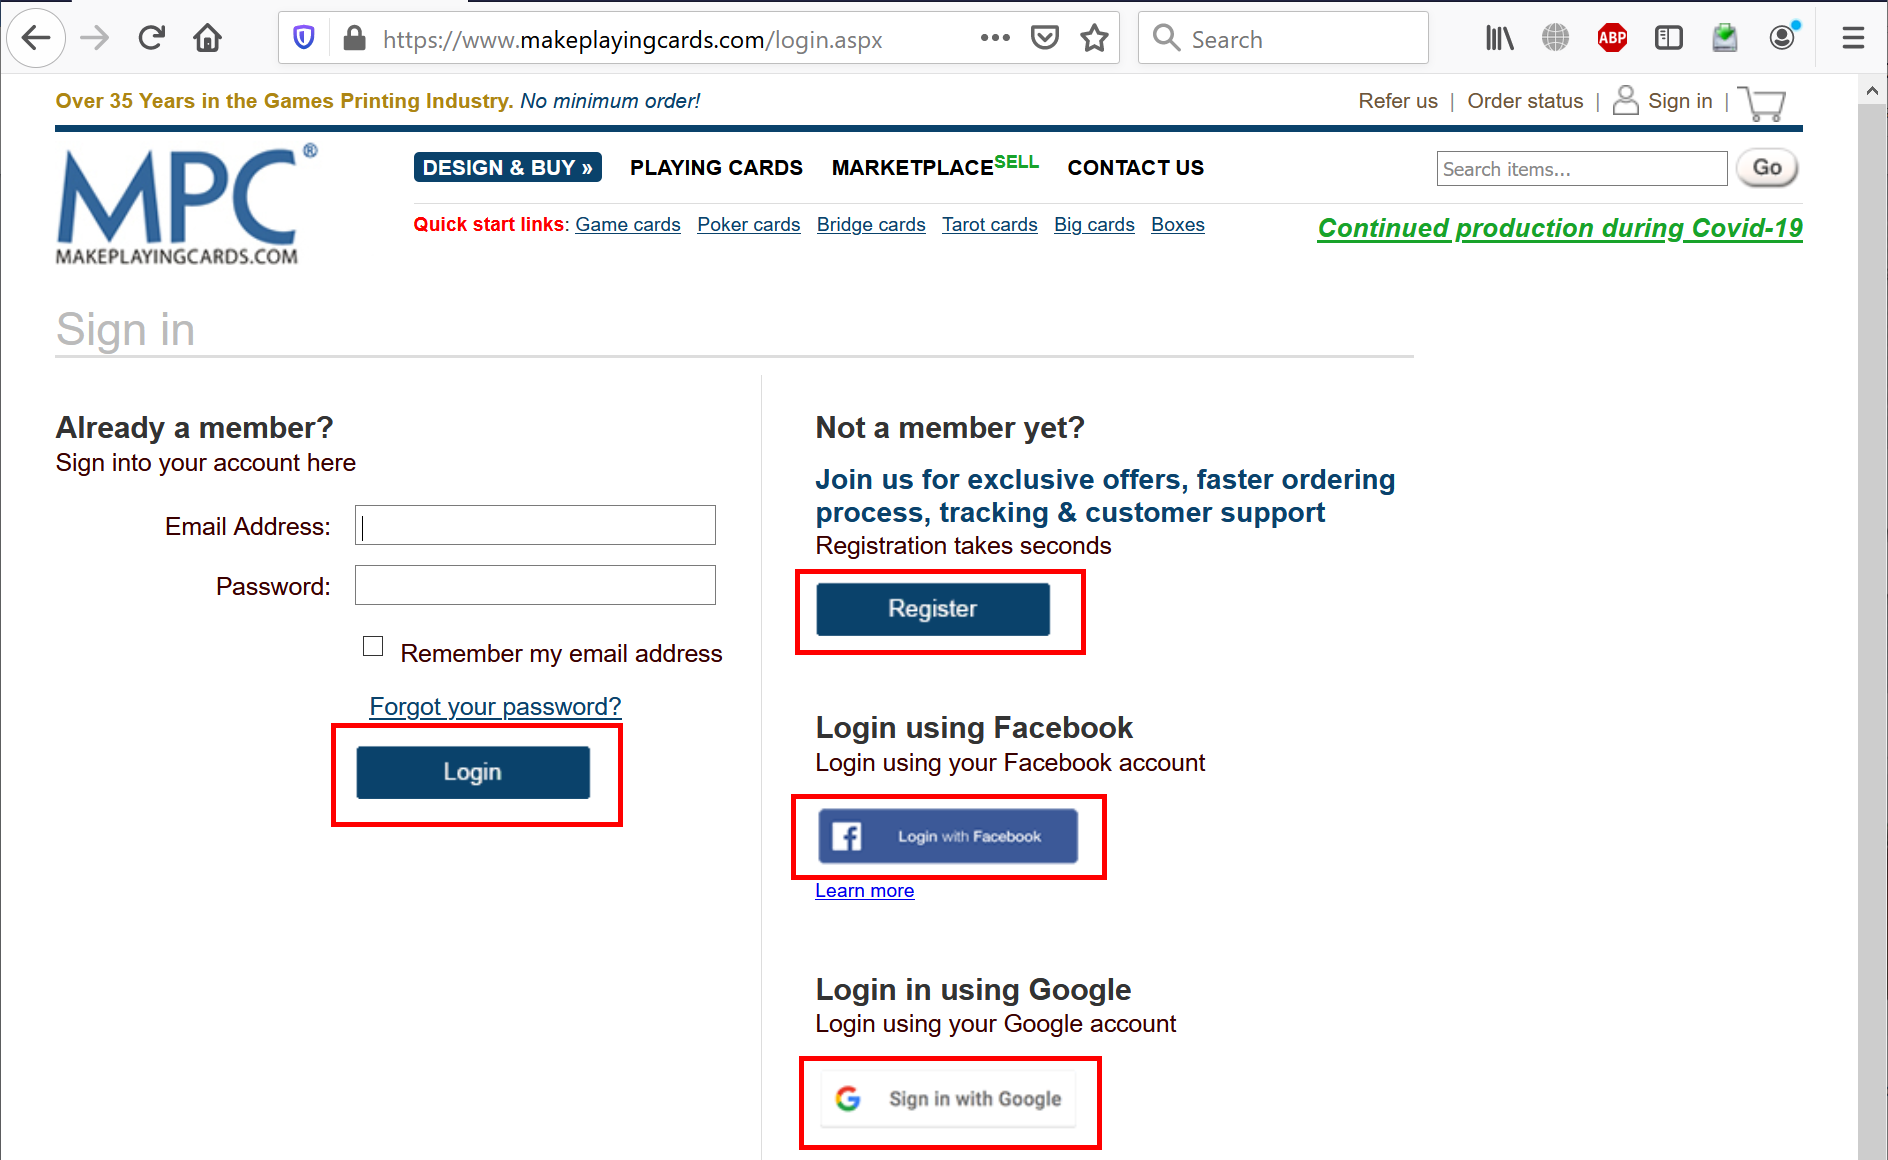 https://www.makeplayingcards.com/login.aspx
Search
ABP
Over 35 Years in the Games Printing Industry. No minimum order!
Refer us | Order status | Sign in |
MPC®
MAKEPLAYINGCARDS.COM
DESIGN & BUY »
PLAYING CARDS
MARKETPLACE SELL
CONTACT US
Search items...
Go
Quick start links: Game cards Poker cards Bridge cards Tarot cards Big cards Boxes
Continued production during Covid-19
Sign in
Already a member?
Sign into your account here
Email Address:
Password:
Remember my email address
Forgot your password?
Login
Not a member yet?
Join us for exclusive offers, faster ordering
process, tracking & customer support
Registration takes seconds
Register
Login using Facebook
Login using your Facebook account
Login with Facebook
Learn more
Login in using Google
Login using your Google account
Sign in with Google